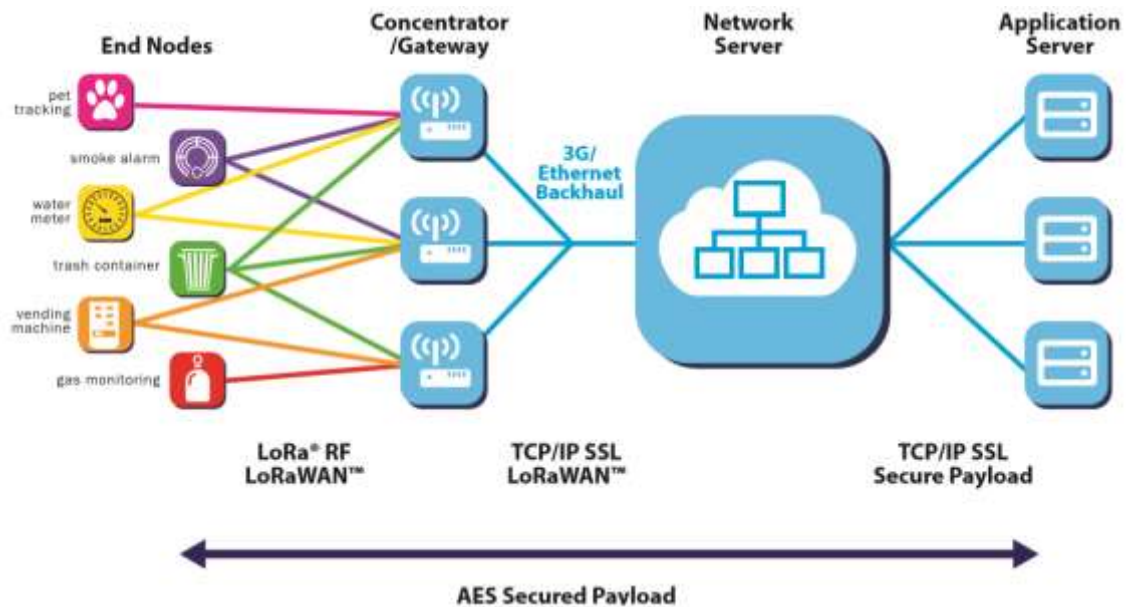 End Nodes
Concentrator
/Gateway
Network
Server
Application
Server
pet
tracking
smoke alarm
water
meter
trash container
vending
machine
gas monitoring
3G/
Ethernet
Backhaul
LoRa® RF
LoRaWAN™
TCP/IP SSL
LoRaWAN™
TCP/IP SSL
Secure Payload
AES Secured Payload